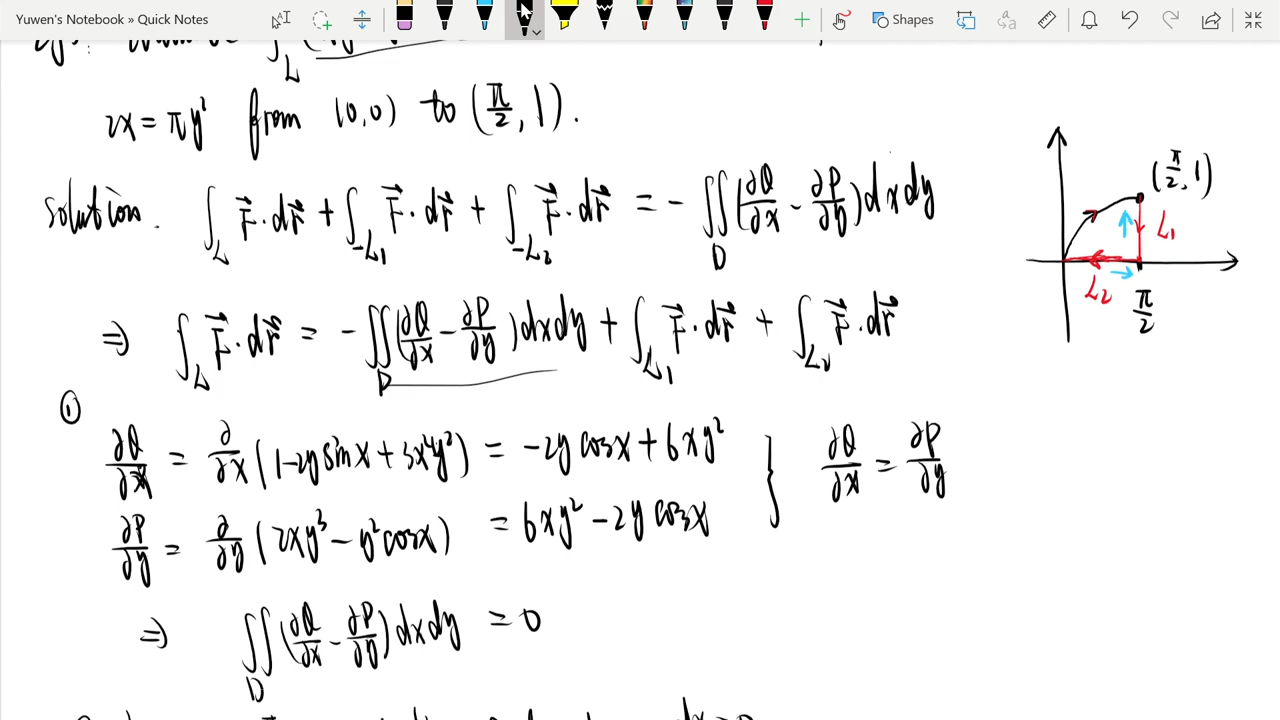 Yuwen's Notebook » Quick Notes
Shapes
2x = πy² from (0,0) to (π/2, 1).
Solution. ∫_L F⃗·dr⃗ + ∫_{-L₁} F⃗·dr⃗ + ∫_{-L₂} F⃗·dr⃗ = -∬_D (∂Q/∂x - ∂P/∂y) dxdy
⇒ ∫_L F⃗·dr⃗ = -∬_D (∂Q/∂x - ∂P/∂y) dxdy + ∫_{L₁} F⃗·dr⃗ + ∫_{L₂} F⃗·dr⃗
①
∂Q/∂x = ∂/∂x (1-2y sin x + 3x²y²) = -2y cos x + 6xy²
∂P/∂y = ∂/∂y (2xy³ - y² cos x) = 6xy² - 2y cos x
} ∂Q/∂x = ∂P/∂y
⇒ ∬_D (∂Q/∂x - ∂P/∂y) dxdy = 0
(π/2, 1)
L₁
L₂
π/2